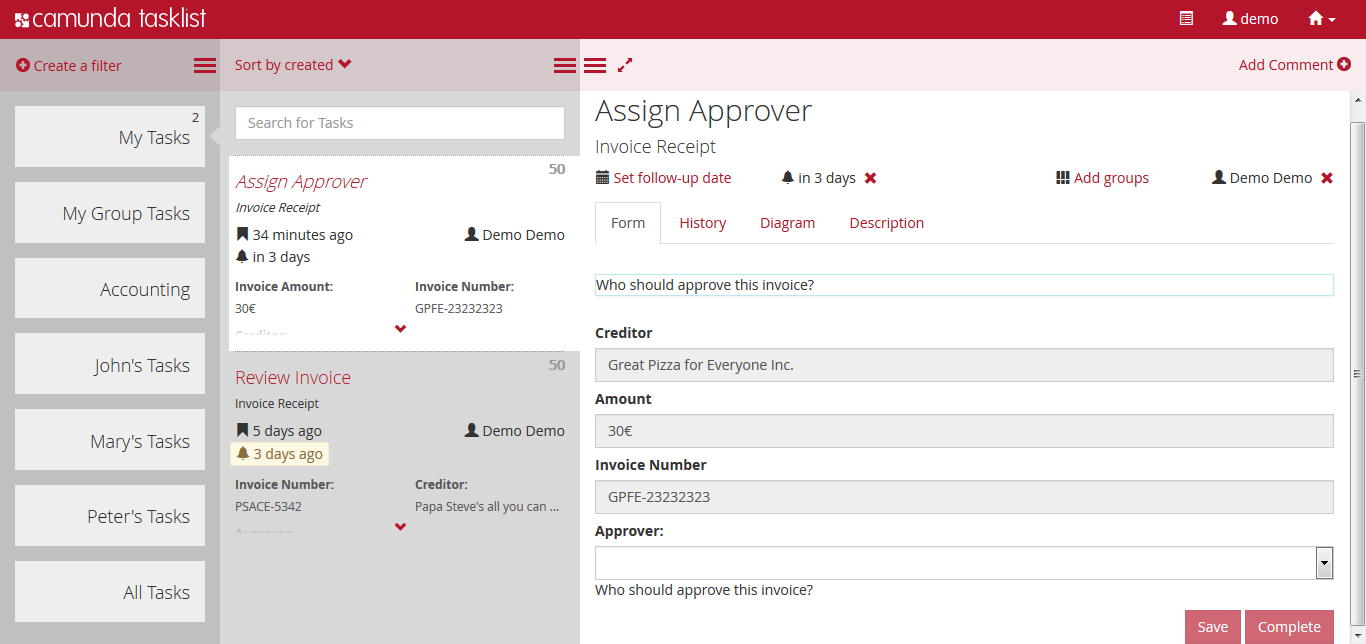 camunda tasklist
demo
Create a filter
Sort by created
Add Comment
2
My Tasks
My Group Tasks
Accounting
John's Tasks
Mary's Tasks
Peter's Tasks
All Tasks
Search for Tasks
50
Assign Approver
Invoice Receipt
34 minutes ago Demo Demo
in 3 days
Invoice Amount: Invoice Number:
30€ GPFE-23232323
Creditor:
50
Review Invoice
Invoice Receipt
5 days ago Demo Demo
3 days ago
Invoice Number: Creditor:
PSACE-5342 Papa Steve's all you can ...
Approver:
Assign Approver
Invoice Receipt
Set follow-up date in 3 days Add groups Demo Demo
Form History Diagram Description
Who should approve this invoice?
Creditor
Great Pizza for Everyone Inc.
Amount
30€
Invoice Number
GPFE-23232323
Approver:
Who should approve this invoice?
Save Complete